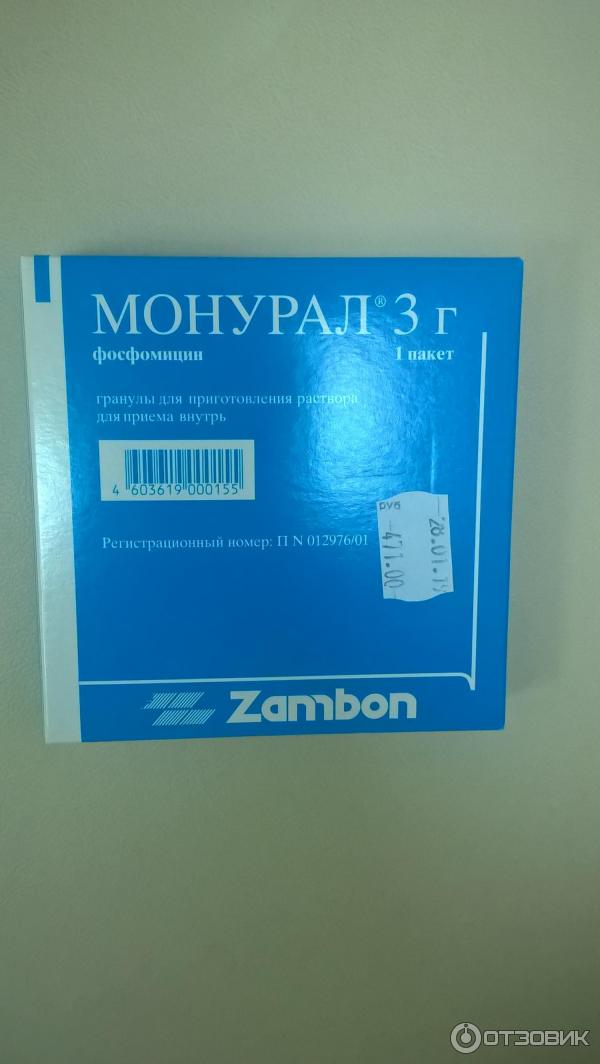 МОНУРАЛ® 3 г
фосфомицин 1 пакет
гранулы для приготовления раствора
для приема внутрь
4 603619 000155
Регистрационный номер: П N 012976/01
руб 471.00
Zambon
ОТЗОВИК